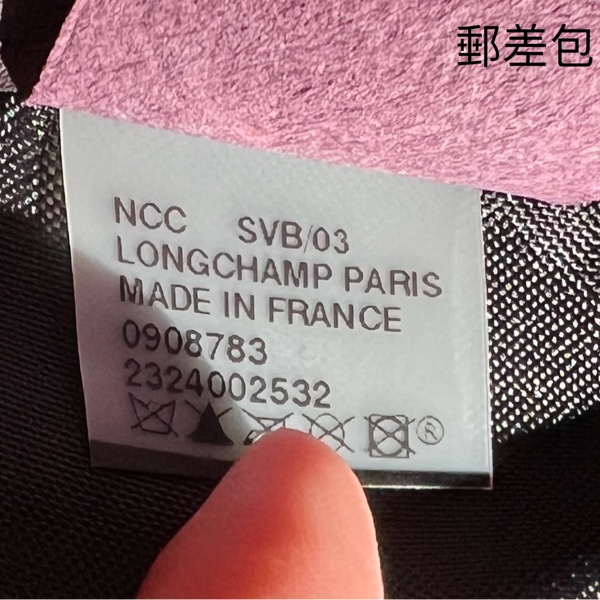 郵差包
NCC SVB/03
LONGCHAMP PARIS
MADE IN FRANCE
0908783
2324002532
®